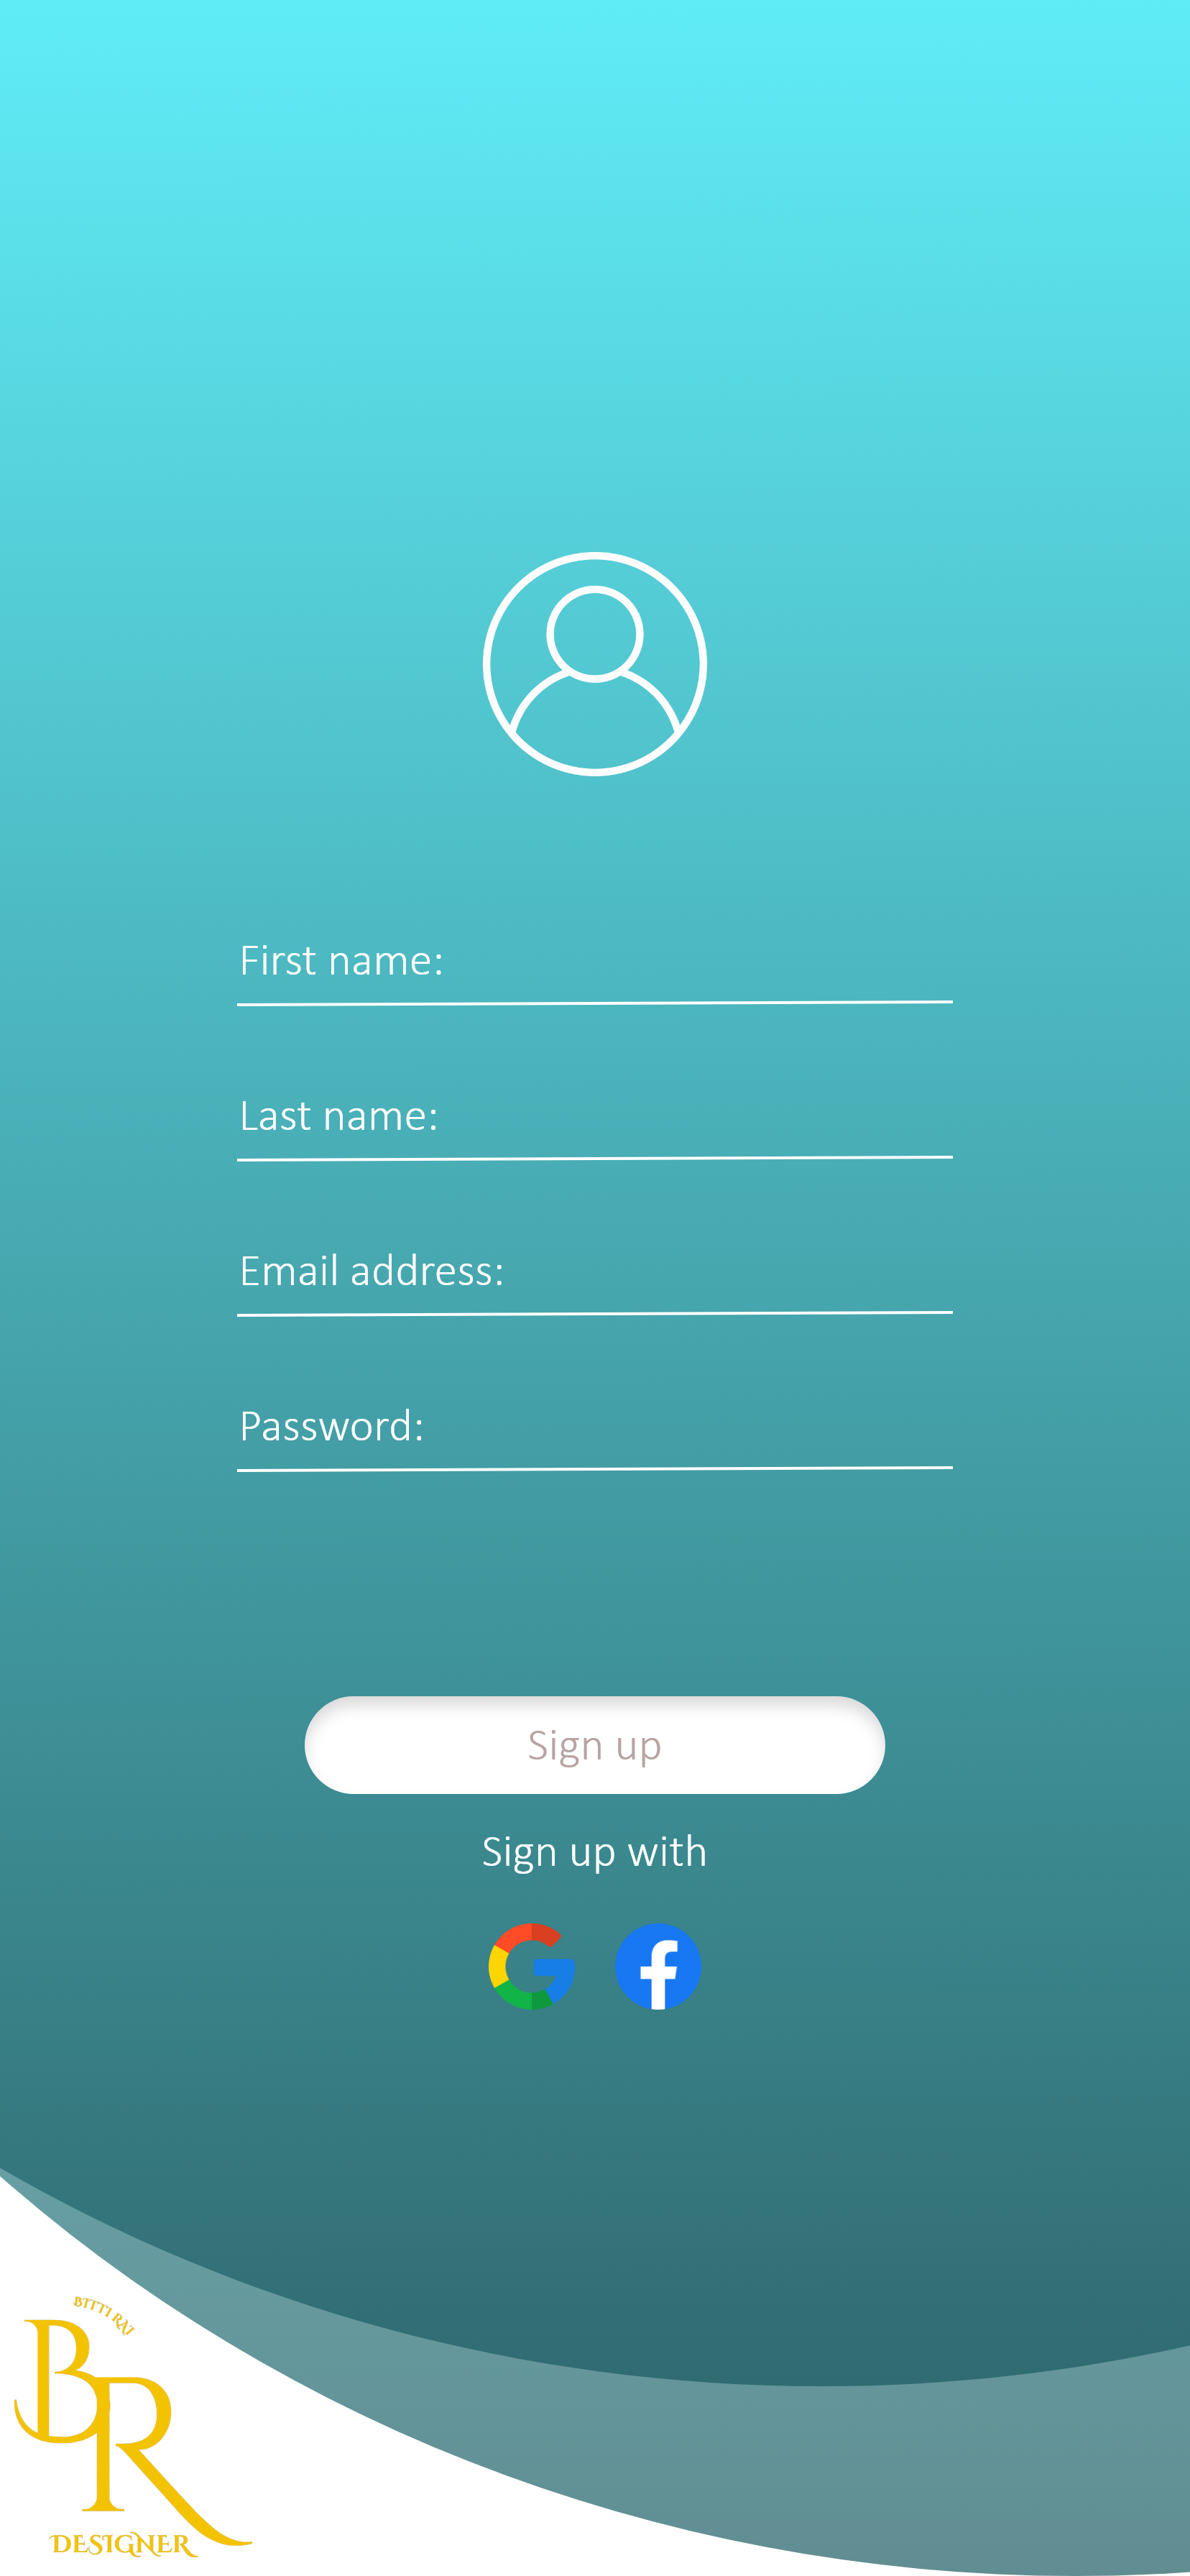 First name:
Last name:
Email address:
Password:
Sign up
Sign up with
BITTI RAI
BR
DESIGNER